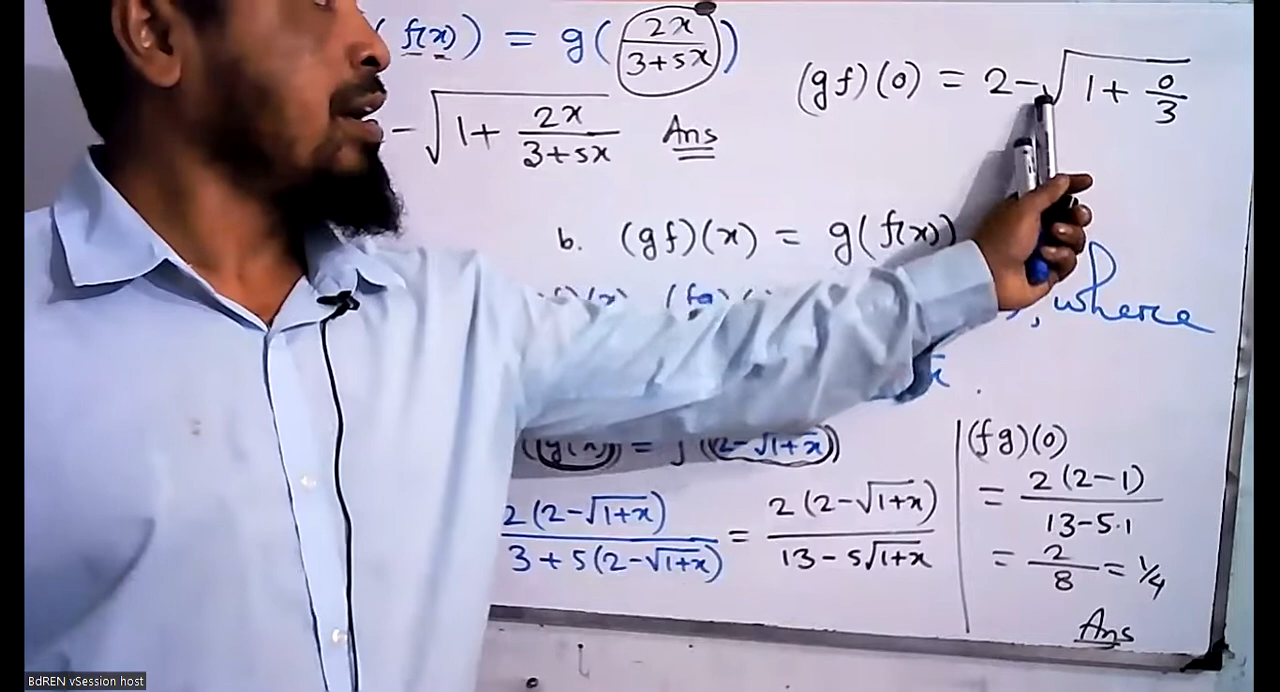 (f(x)) = g(2x/(3+5x))
- √(1 + 2x/(3+5x)) Ans
(gf)(0) = 2 - √(1 + 0/3)
b. (gf)(x) = g(f(x))
, where
= (2-√(1+x))
2(2-√(1+x)) / (3+5(2-√(1+x))) = 2(2-√(1+x)) / (13-5√(1+x))
(fg)(0)
= 2(2-1) / (13-5·1)
= 2/8 = 1/4
Ans
BdREN vSession host